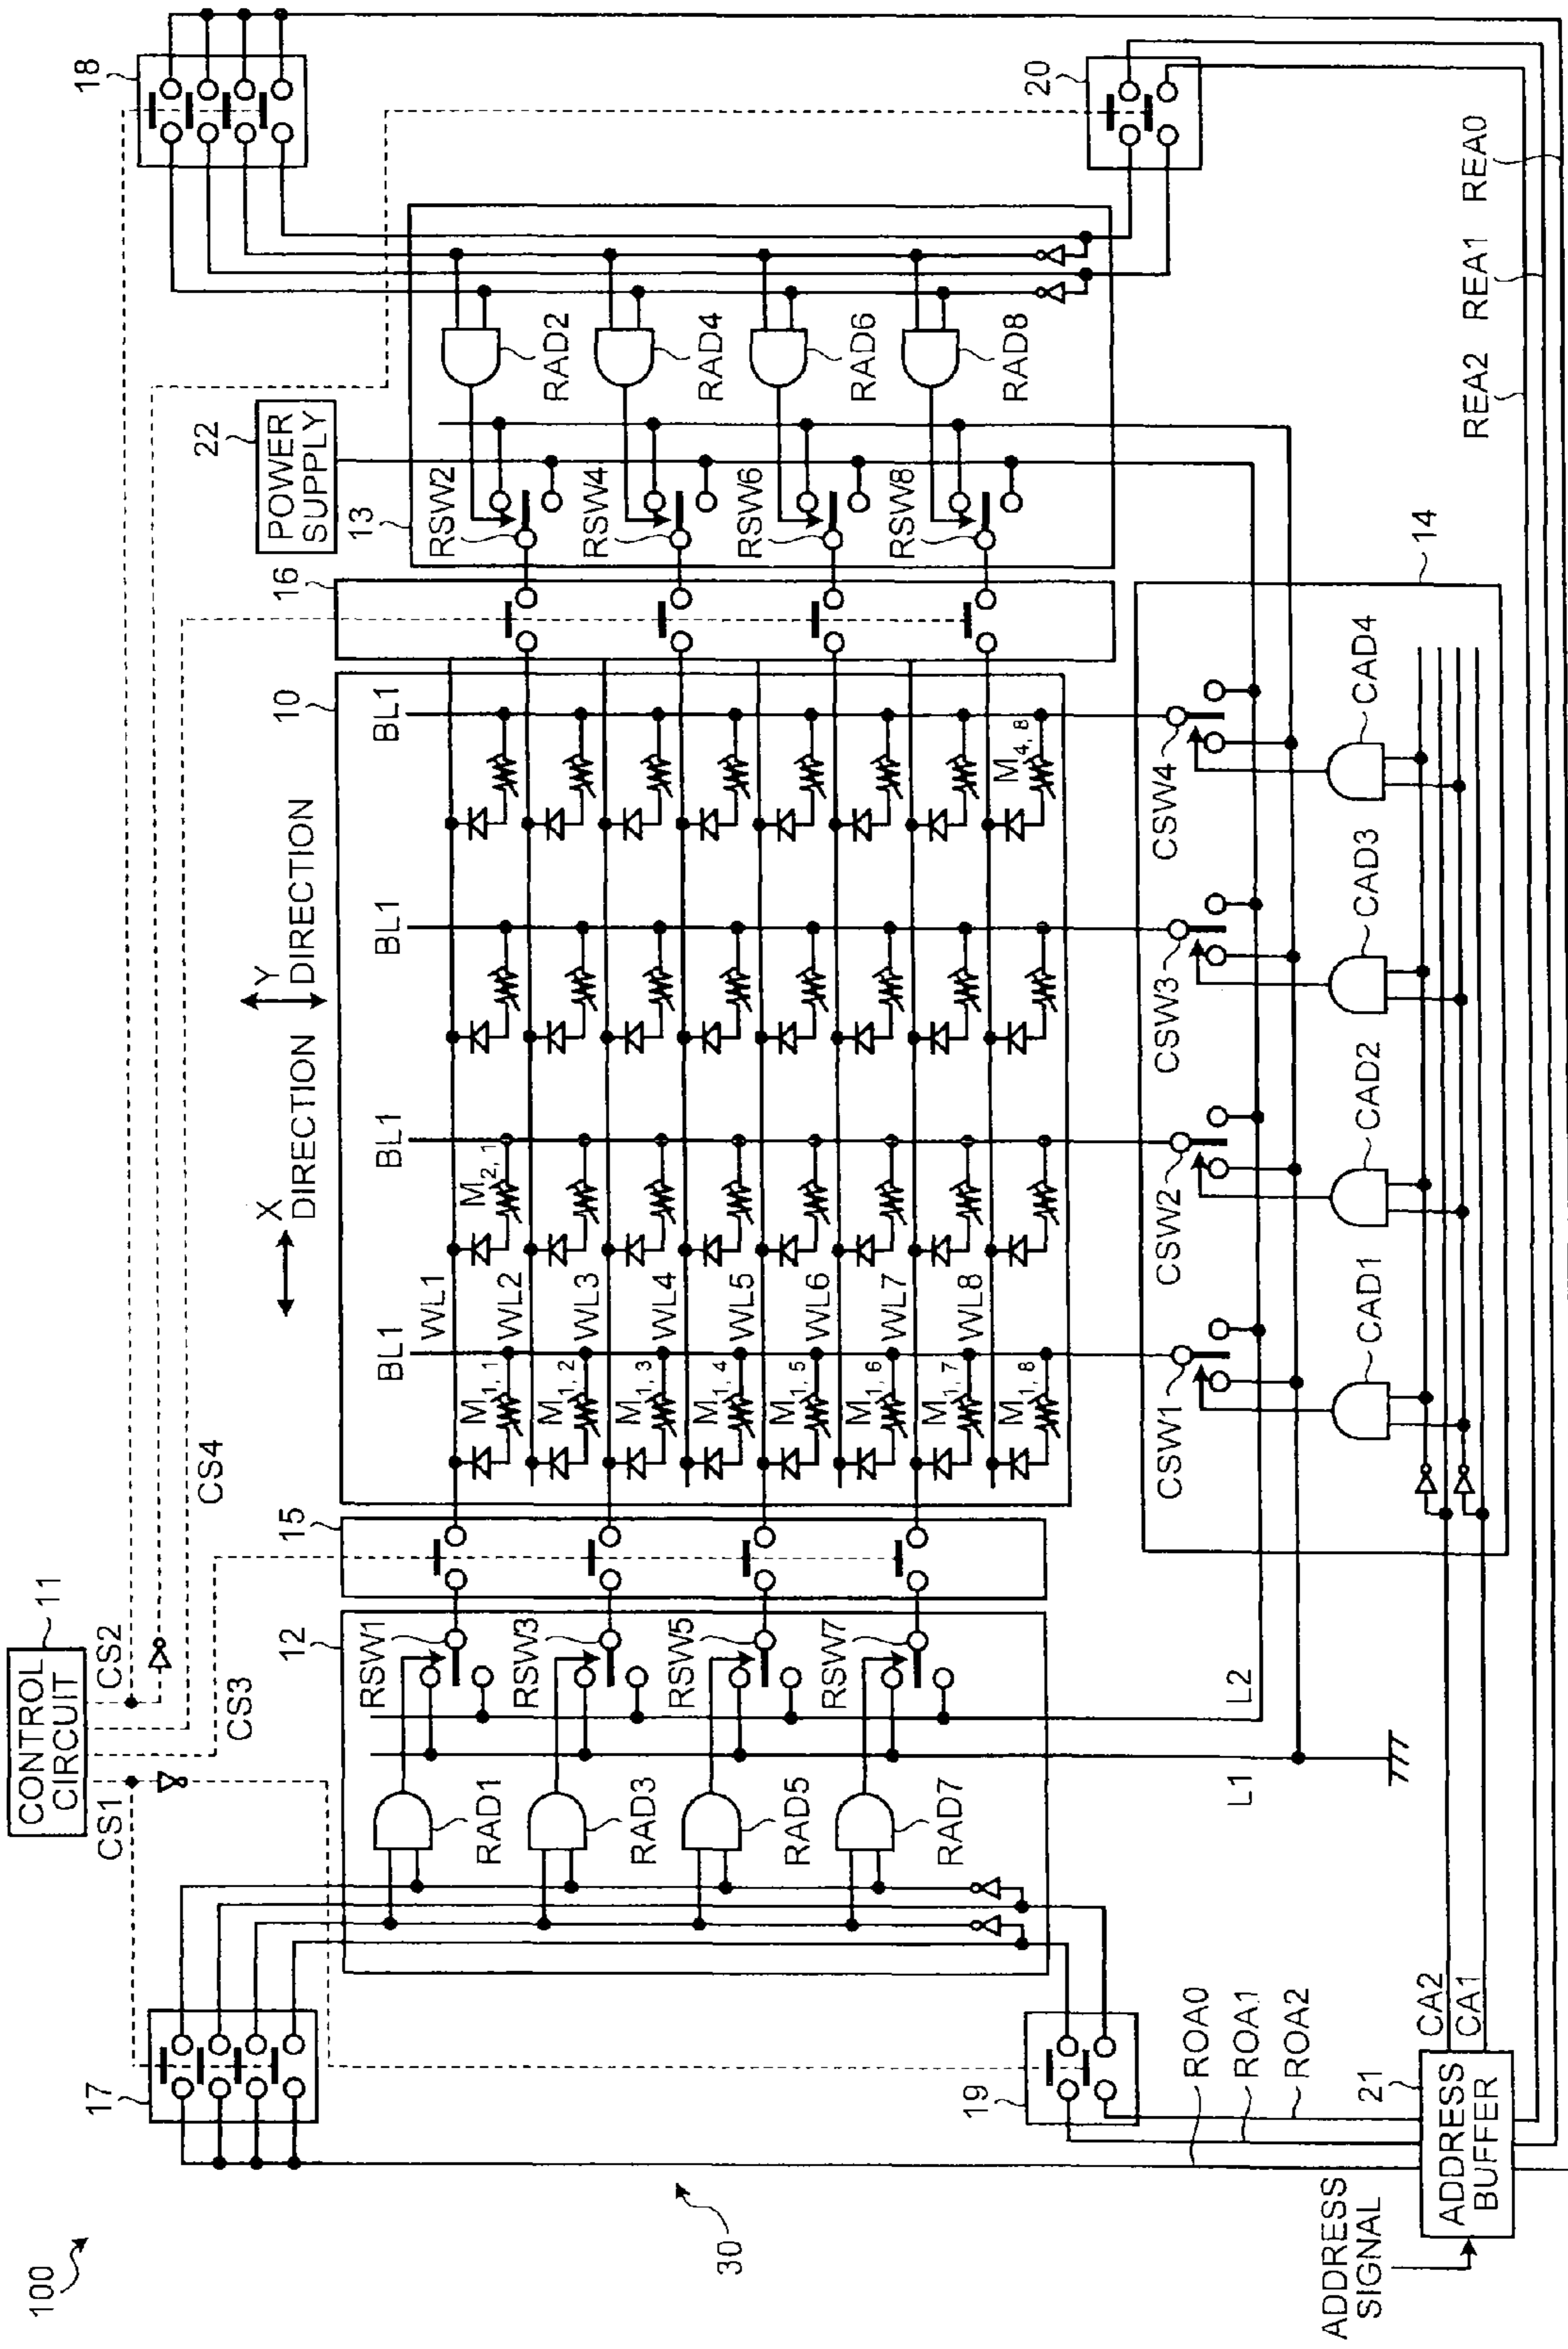 100
CONTROL
CIRCUIT
11
CS1
CS2
CS3
CS4
X
DIRECTION
Y
DIRECTION
17
18
12
15
10
16
13
22
POWER
SUPPLY
RSW1
RSW3
RSW5
RSW7
RAD1
RAD3
RAD5
RAD7
BL1
BL1
BL1
BL1
WL1
WL2
WL3
WL4
WL5
WL6
WL7
WL8
M1, 1
M1, 2
M1, 3
M1, 4
M1, 5
M1, 6
M1, 7
M1, 8
M2, 1
M4, 8
RSW2
RSW4
RSW6
RSW8
RAD2
RAD4
RAD6
RAD8
30
19
20
L1
L2
CSW1
CSW2
CSW3
CSW4
CAD1
CAD2
CAD3
CAD4
14
ROA0
ROA1
ROA2
REA2
REA1
REA0
ADDRESS
SIGNAL
21
ADDRESS
BUFFER
CA2
CA1